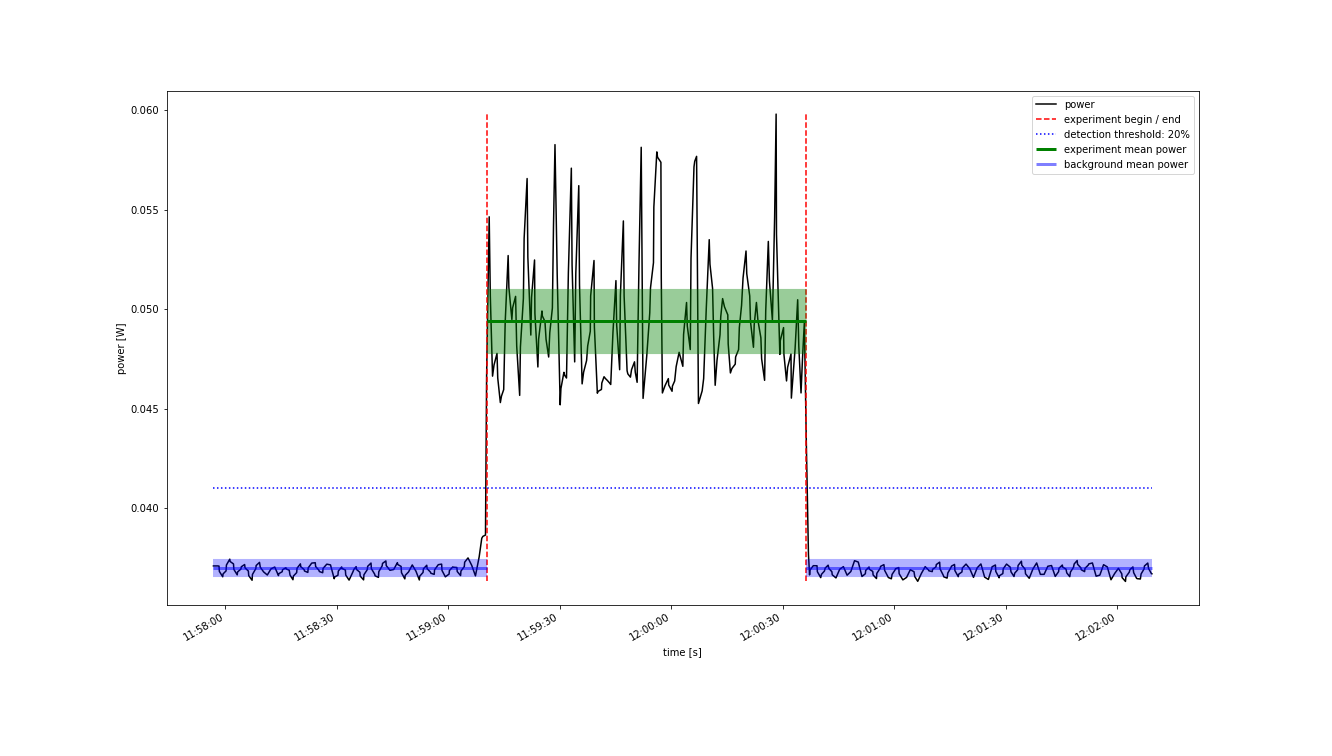 0.060
0.055
0.050
0.045
0.040
power [W]
11:58:00
11:58:30
11:59:00
11:59:30
12:00:00
12:00:30
12:01:00
12:01:30
12:02:00
time [s]
power
experiment begin / end
detection threshold: 20%
experiment mean power
background mean power